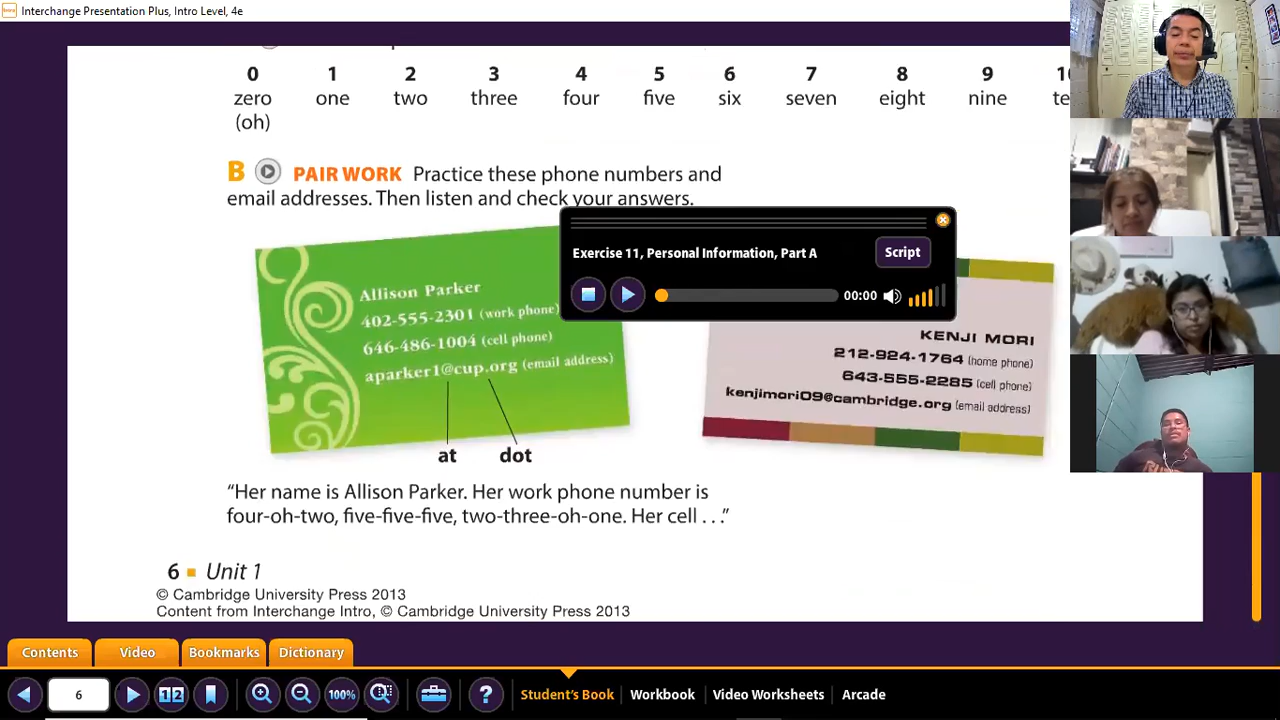 Interchange Presentation Plus, Intro Level, 4e
0 1 2 3 4 5 6 7 8 9
zero one two three four five six seven eight nine
(oh)
B PAIR WORK Practice these phone numbers and
email addresses. Then listen and check your answers.
Exercise 11, Personal Information, Part A
Script
00:00
Allison Parker
402-555-2301 (work phone)
646-486-1004 (cell phone)
aparker1@cup.org (email address)
at dot
KENJI MORI
212-924-1764 (home phone)
643-555-2285 (cell phone)
kenjimori09@cambridge.org (email address)
“Her name is Allison Parker. Her work phone number is
four-oh-two, five-five-five, two-three-oh-one. Her cell . . .”
6 Unit 1
© Cambridge University Press 2013
Content from Interchange Intro, © Cambridge University Press 2013
Contents Video Bookmarks Dictionary
6 1 2 100% ? Student's Book Workbook Video Worksheets Arcade